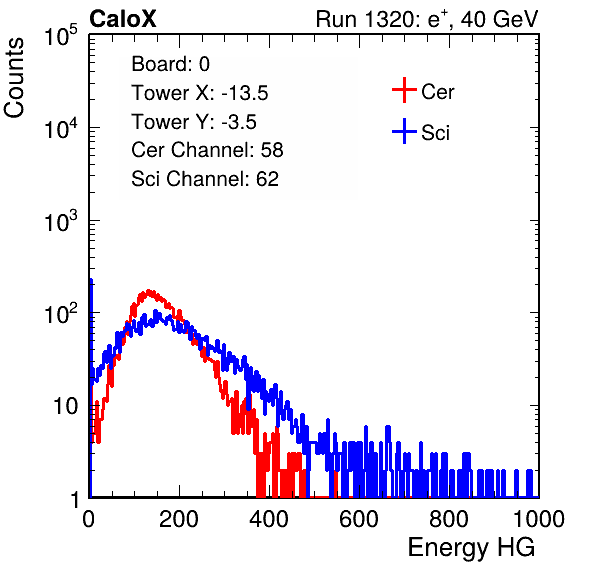 CaloX Run 1320: e⁺, 40 GeV
Counts
10⁵
10⁴
10³
10²
10
1
Board: 0
Tower X: -13.5
Tower Y: -3.5
Cer Channel: 58
Sci Channel: 62
Cer
Sci
0 200 400 600 800 1000
Energy HG